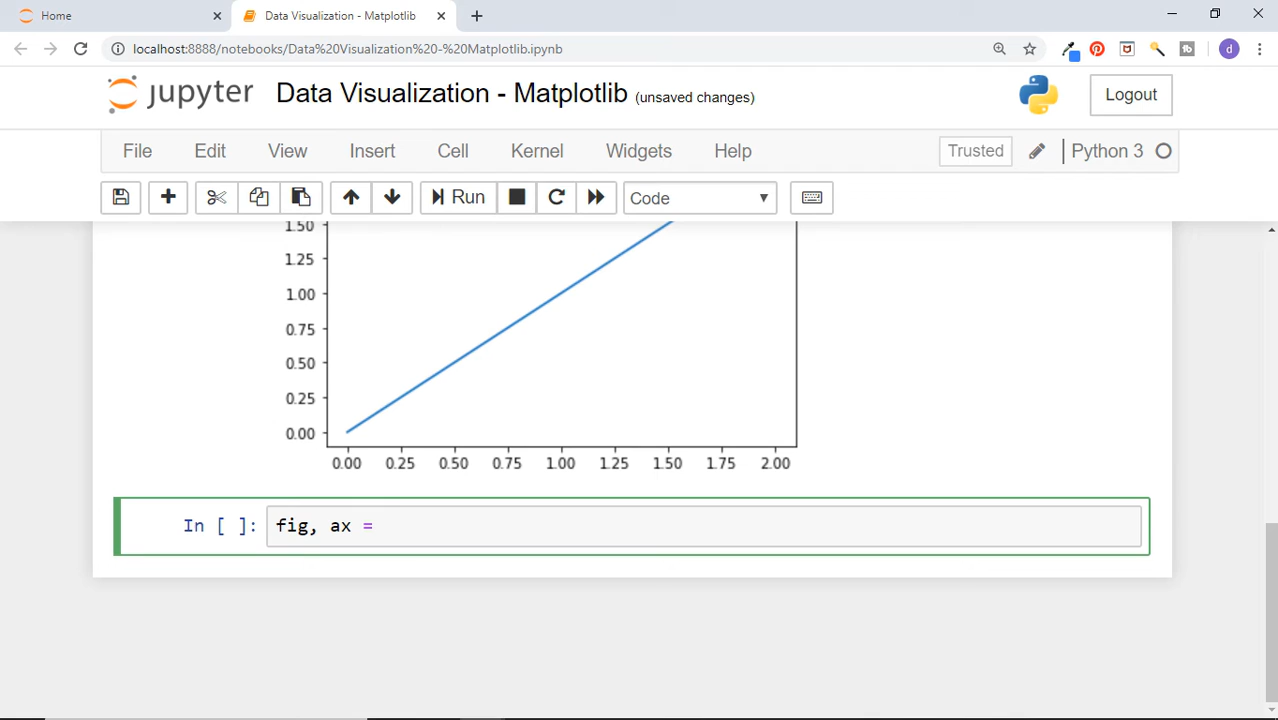 Home
Data Visualization - Matplotlib
localhost:8888/notebooks/Data%20Visualization%20-%20Matplotlib.ipynb
d
jupyter Data Visualization - Matplotlib (unsaved changes)
Logout
File Edit View Insert Cell Kernel Widgets Help
Trusted Python 3
Run Code
1.50
1.25
1.00
0.75
0.50
0.25
0.00
0.00 0.25 0.50 0.75 1.00 1.25 1.50 1.75 2.00
In [ ]: fig, ax =